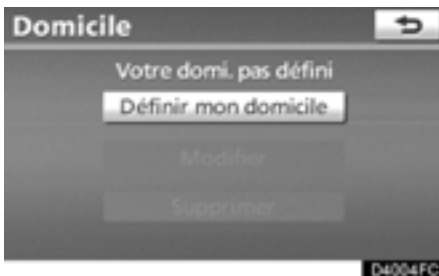 Domicile
Votre domi. pas défini
Définir mon domicile
Modifier
Supprimer
D4004FC